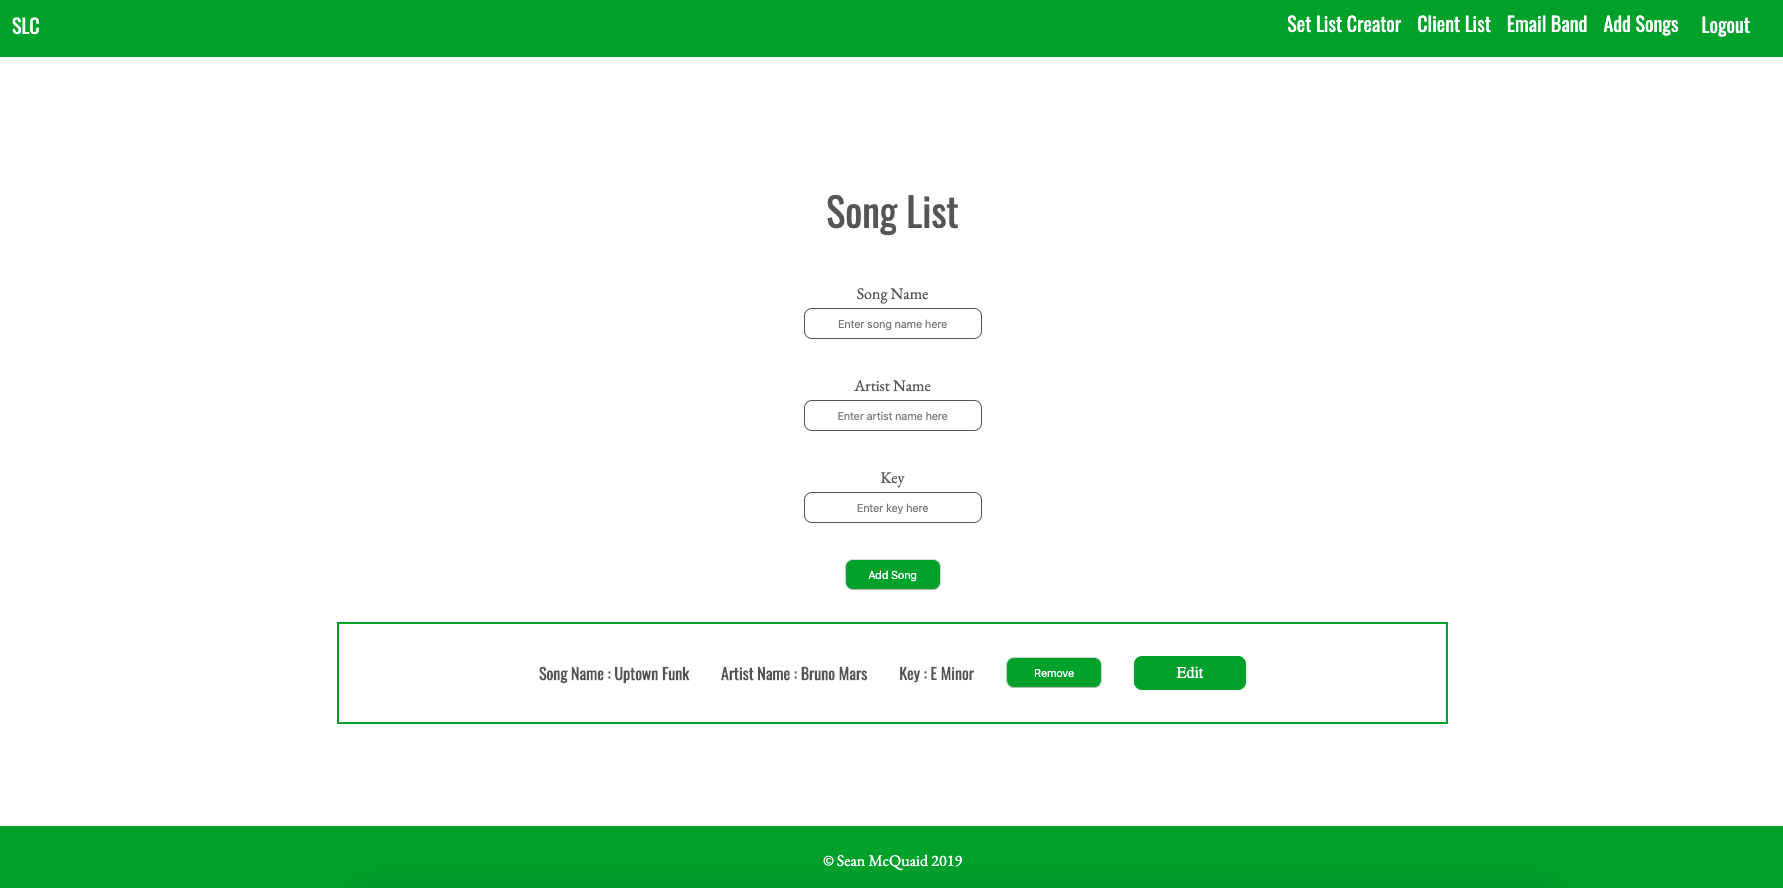 SLC
Set List Creator Client List Email Band Add Songs Logout
Song List
Song Name
Enter song name here
Artist Name
Enter artist name here
Key
Enter key here
Add Song
Song Name : Uptown Funk Artist Name : Bruno Mars Key : E Minor Remove Edit
© Sean McQuaid 2019